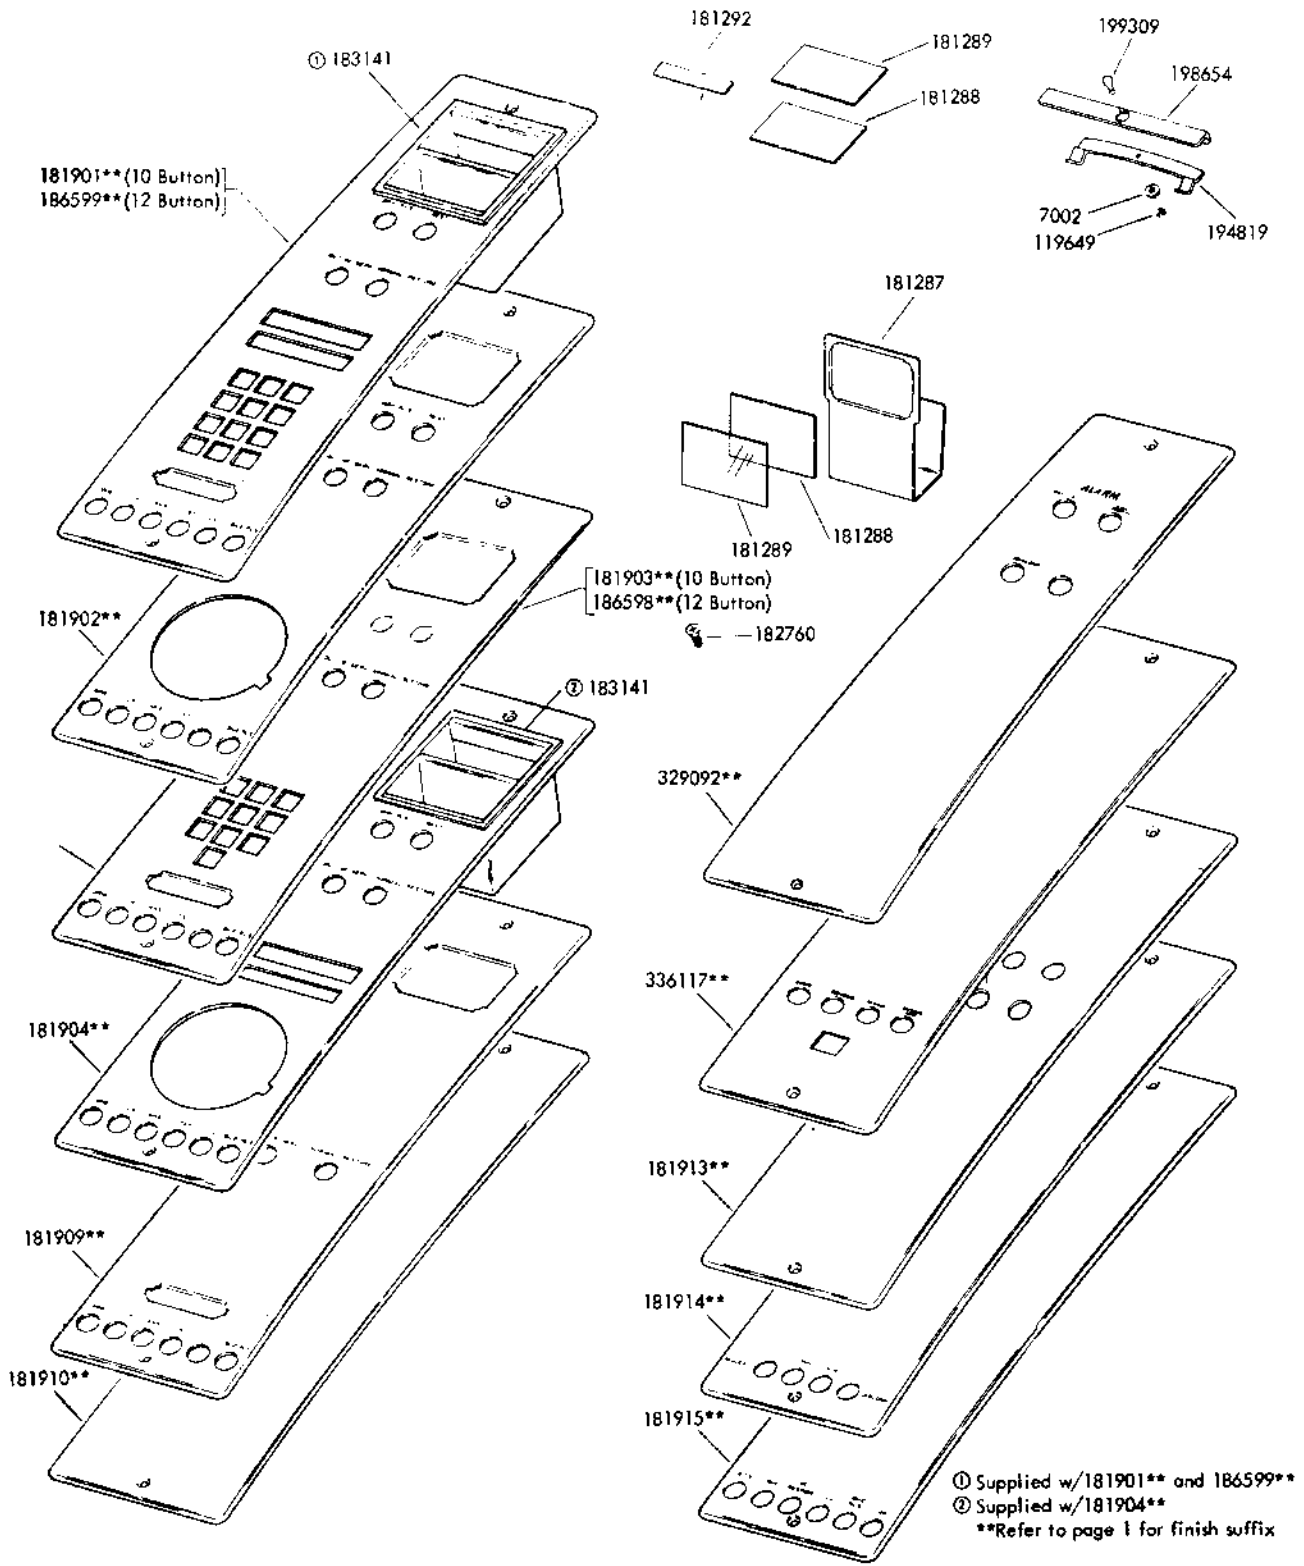 181292
181289
181288
199309
198654
7002
119649
194819
① 183141
181901**(10 Button)
186599**(12 Button)
181287
181289
181288
ALARM
181903**(10 Button)
186598**(12 Button)
182760
181902**
② 183141
329092**
336117**
181904**
181913**
181909**
181914**
181910**
181915**
① Supplied w/181901** and 186599**
② Supplied w/181904**
**Refer to page 1 for finish suffix